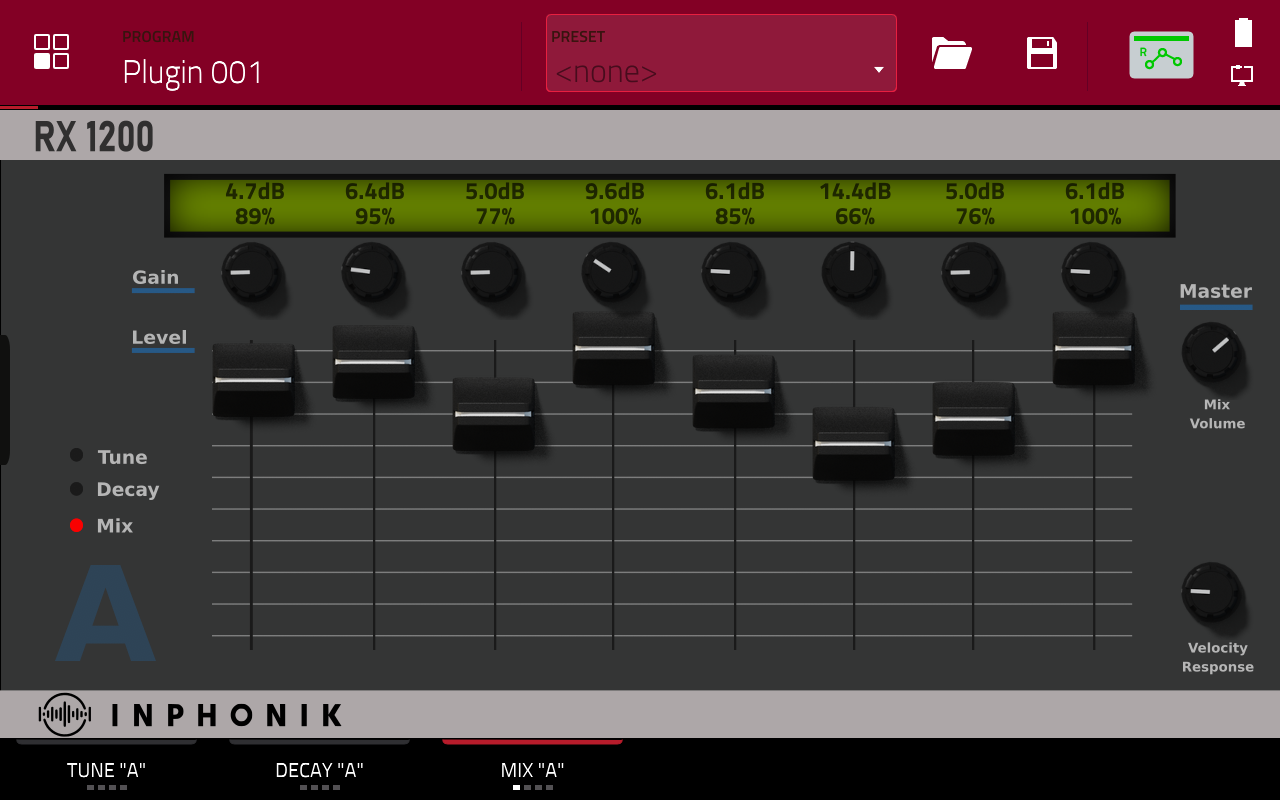 PROGRAM
Plugin 001
PRESET
<none>
R
RX 1200
4.7dB 6.4dB 5.0dB 9.6dB 6.1dB 14.4dB 5.0dB 6.1dB
89% 95% 77% 100% 85% 66% 76% 100%
Gain
Master
Level
Mix
Volume
Tune
Decay
Mix
A
Velocity
Response
INPHONIK
TUNE "A" DECAY "A" MIX "A"